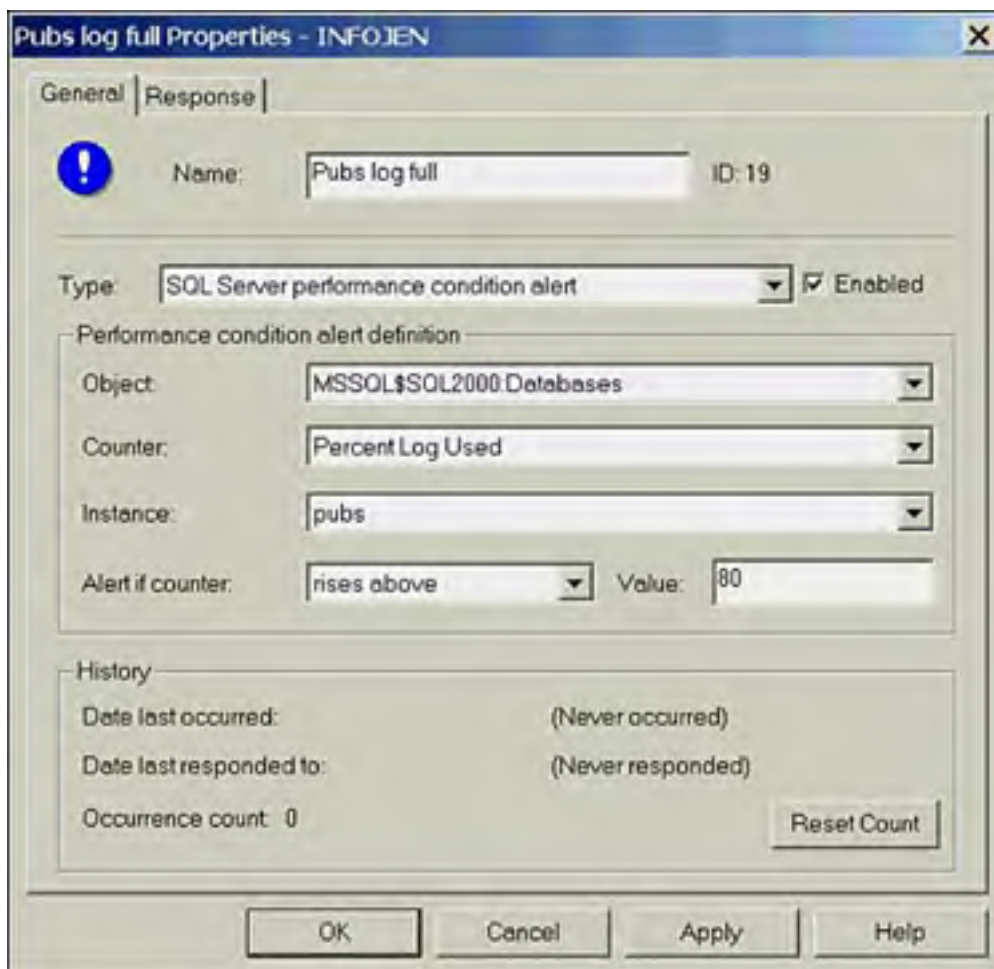 Pubs log full Properties - INFOJEN
General Response
Name: Pubs log full ID: 19
Type: SQL Server performance condition alert Enabled
Performance condition alert definition
Object: MSSQL$SQL2000:Databases
Counter: Percent Log Used
Instance: pubs
Alert if counter: rises above Value: 80
History
Date last occurred: (Never occurred)
Date last responded to: (Never responded)
Occurrence count: 0
Reset Count
OK Cancel Apply Help